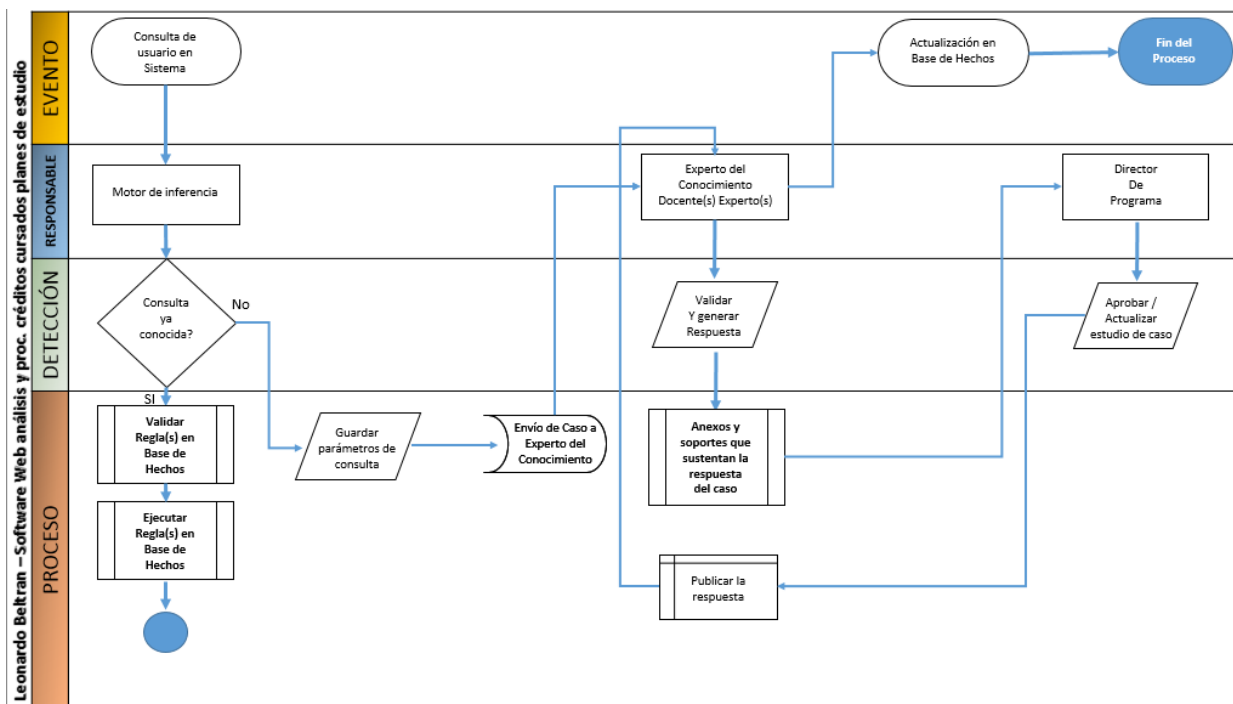 Leonardo Beltran – Software Web análisis y proc. créditos cursados planes de estudio
EVENTO
Consulta de
usuario en
Sistema
Actualización en
Base de Hechos
Fin del
Proceso
RESPONSABLE
Motor de inferencia
Experto del
Conocimiento
Docente(s) Experto(s)
Director
De
Programa
DETECCIÓN
Consulta
ya
conocida?
No
Validar
Y generar
Respuesta
Aprobar /
Actualizar
estudio de caso
PROCESO
SI
Validar
Regla(s) en
Base de
Hechos
Guardar
parámetros de
consulta
Envío de Caso a
Experto del
Conocimiento
Anexos y
soportes que
sustentan la
respuesta
del caso
Ejecutar
Regla(s) en
Base de
Hechos
Publicar la
respuesta